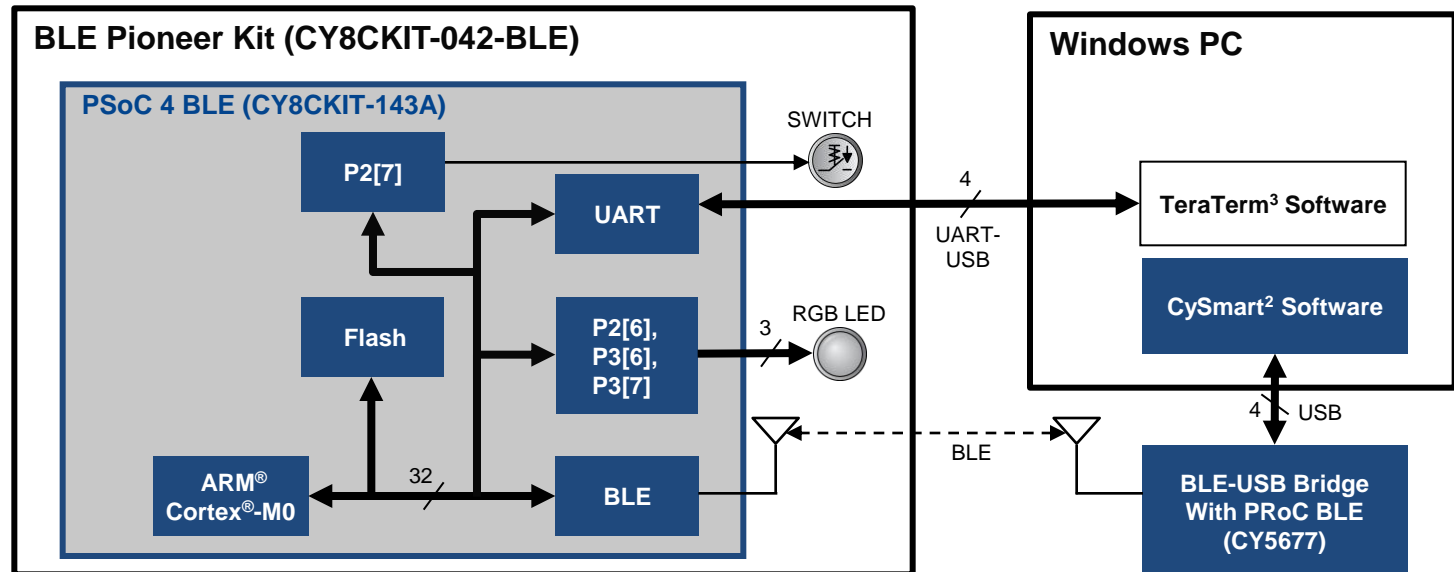 BLE Pioneer Kit (CY8CKIT-042-BLE)
PSoC 4 BLE (CY8CKIT-143A)
P2[7]
SWITCH
UART
4
UART-
USB
Flash
P2[6],
P3[6],
P3[7]
3
RGB LED
ARM®
Cortex®-M0
32
BLE
BLE
Windows PC
TeraTerm³ Software
CySmart² Software
4
USB
BLE-USB Bridge
With PRoC BLE
(CY5677)